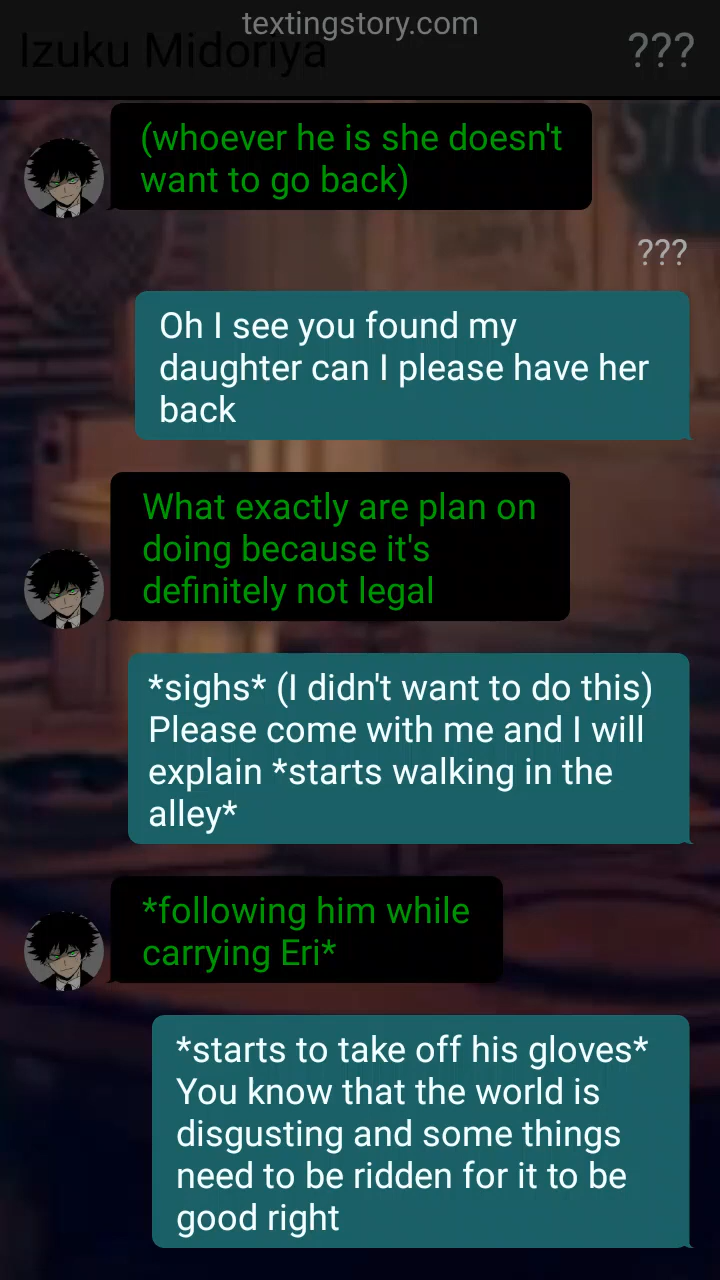 textingstory.com
Izuku Midoriya
???
(whoever he is she doesn't
want to go back)
???
Oh I see you found my
daughter can I please have her
back
What exactly are plan on
doing because it's
definitely not legal
*sighs* (I didn't want to do this)
Please come with me and I will
explain *starts walking in the
alley*
*following him while
carrying Eri*
*starts to take off his gloves*
You know that the world is
disgusting and some things
need to be ridden for it to be
good right